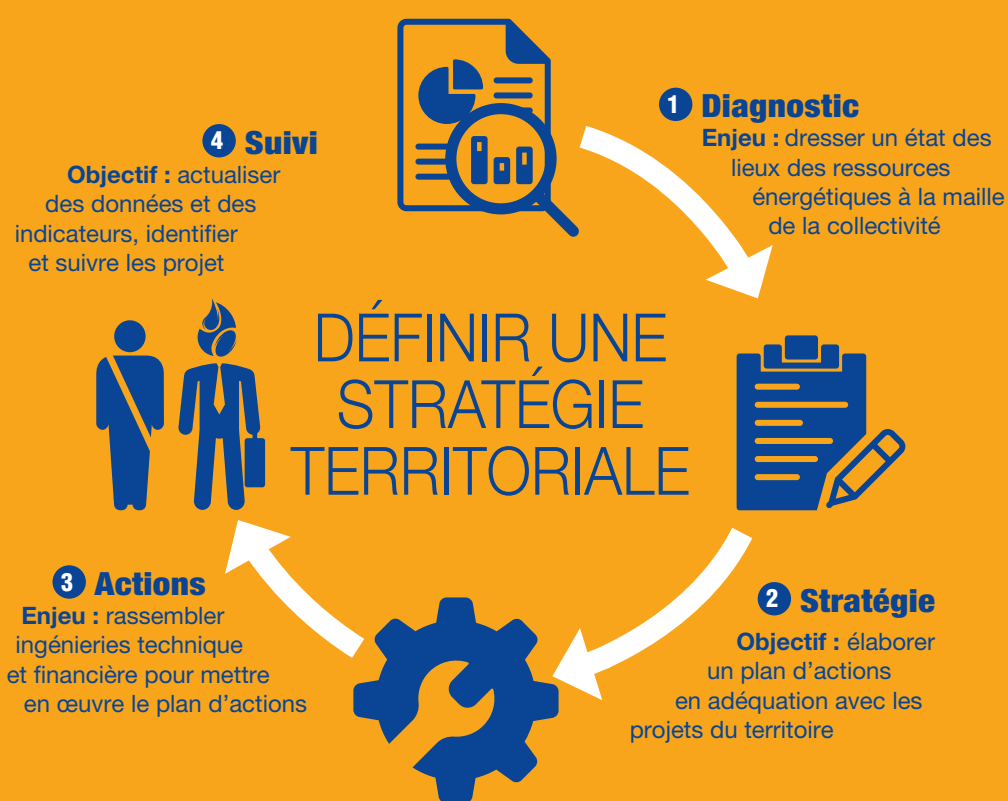 DÉFINIR UNE
STRATÉGIE
TERRITORIALE
1 Diagnostic
Enjeu : dresser un état des
lieux des ressources
énergétiques à la maille
de la collectivité
2 Stratégie
Objectif : élaborer
un plan d’actions
en adéquation avec les
projets du territoire
3 Actions
Enjeu : rassembler
ingénieries technique
et financière pour mettre
en œuvre le plan d’actions
4 Suivi
Objectif : actualiser
des données et des
indicateurs, identifier
et suivre les projet